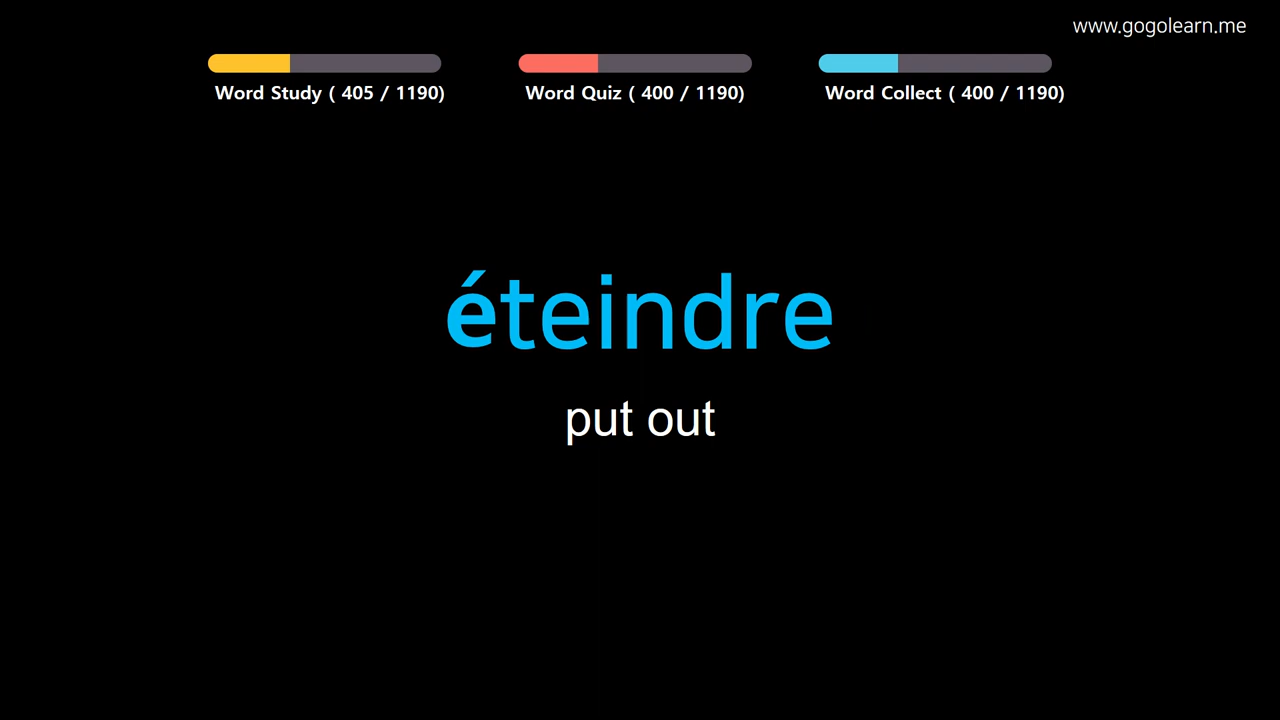 www.gogolearn.me
Word Study ( 405 / 1190)
Word Quiz ( 400 / 1190)
Word Collect ( 400 / 1190)
éteindre
put out